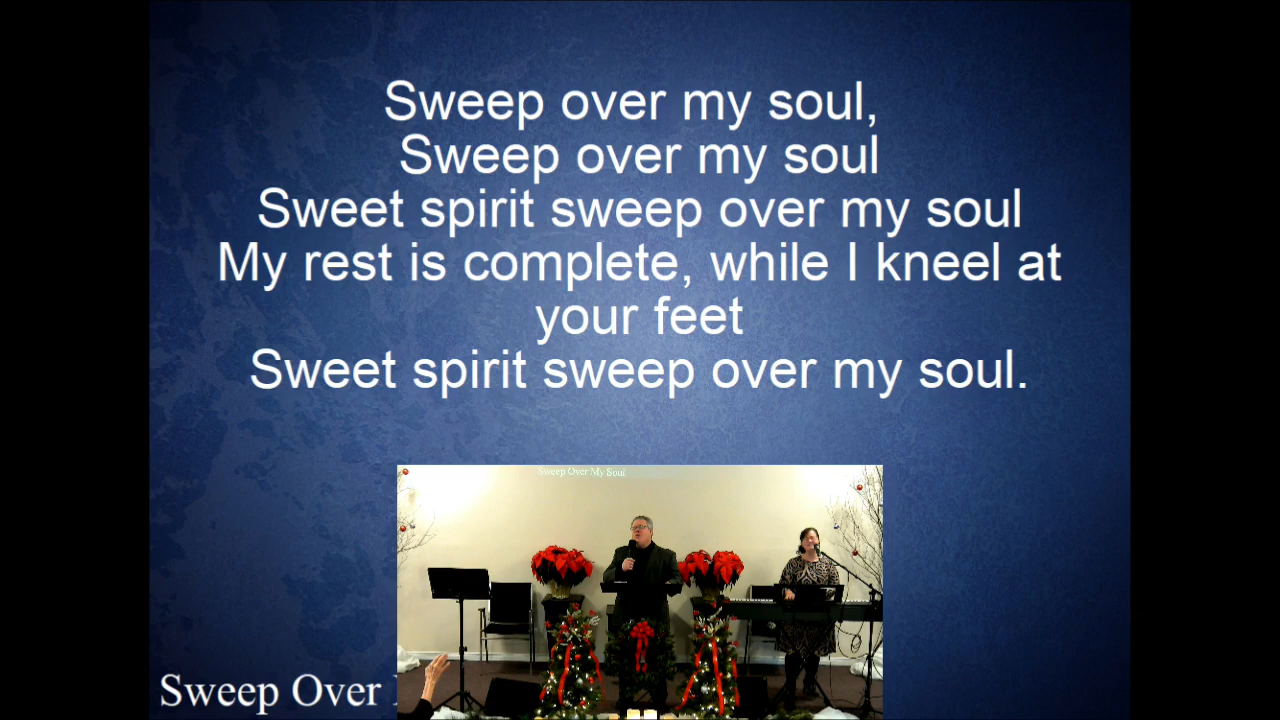 Sweep over my soul,
Sweep over my soul
Sweet spirit sweep over my soul
My rest is complete, while I kneel at
your feet
Sweet spirit sweep over my soul.
Sweep Over My Soul
Sweep Over